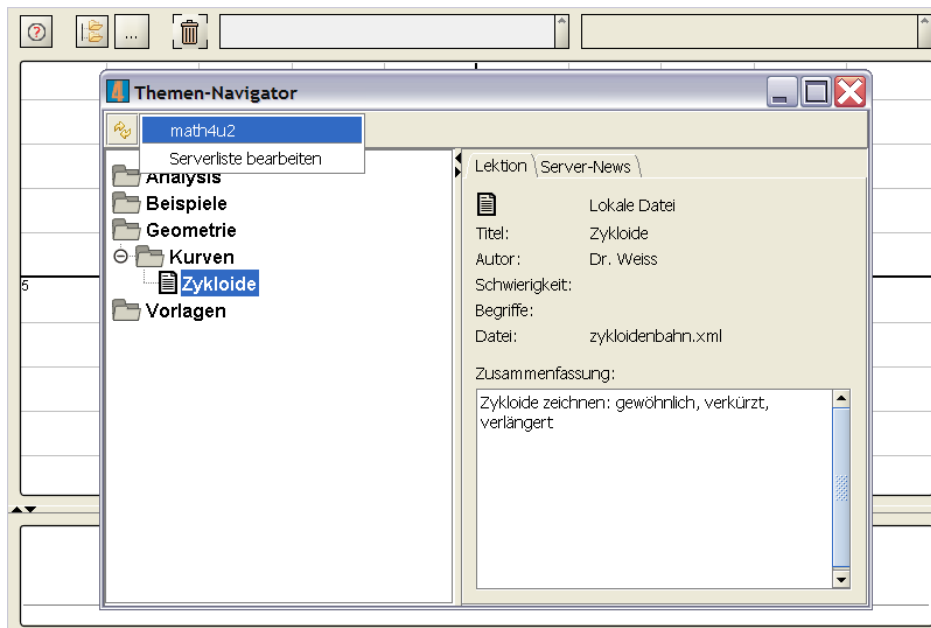 ...
Themen-Navigator
math4u2
Serverliste bearbeiten
Analysis
Beispiele
Geometrie
Kurven
Zykloide
Vorlagen
Lektion Server-News
Lokale Datei
Titel: Zykloide
Autor: Dr. Weiss
Schwierigkeit:
Begriffe:
Datei: zykloidenbahn.xml
Zusammenfassung:
Zykloide zeichnen: gewöhnlich, verkürzt,
verlängert
5